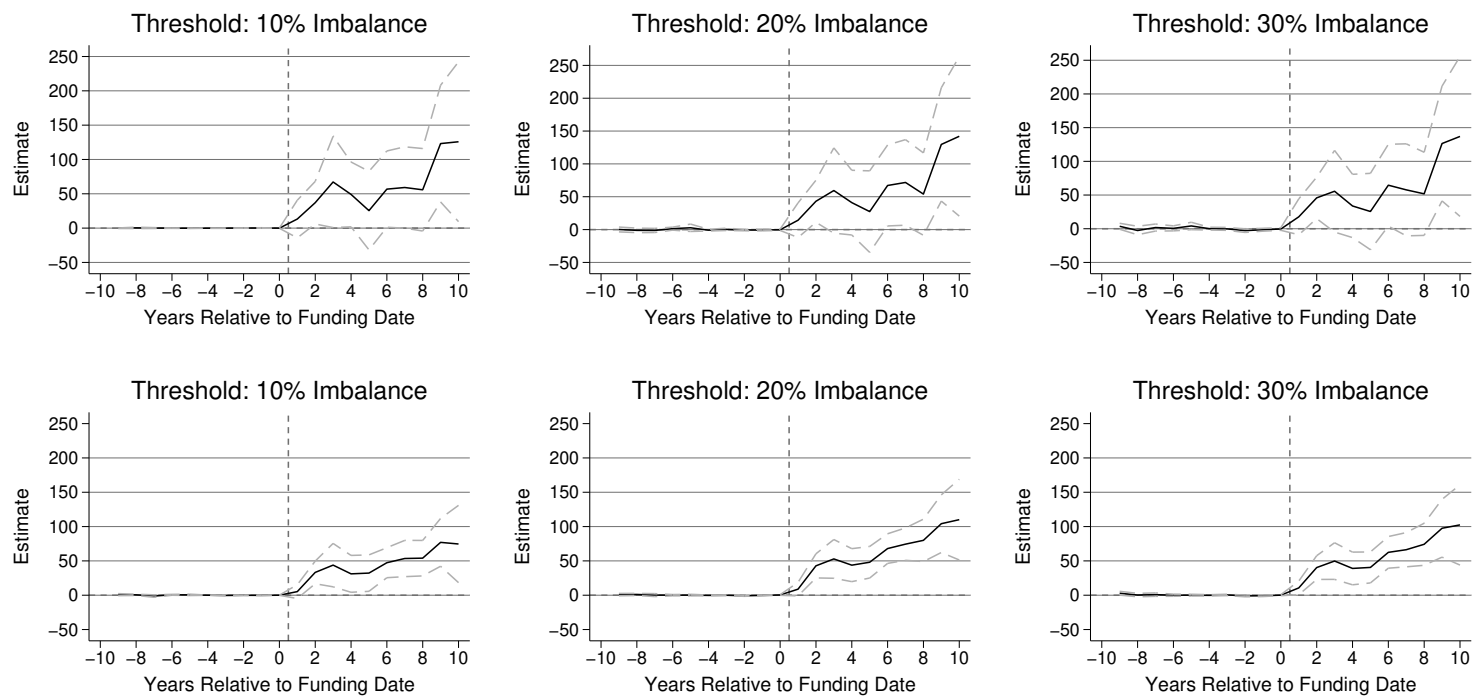 Threshold: 10% Imbalance
250
200
150
100
50
0
−50
Estimate
−10 −8 −6 −4 −2 0 2 4 6 8 10
Years Relative to Funding Date
Threshold: 20% Imbalance
250
200
150
100
50
0
−50
Estimate
−10 −8 −6 −4 −2 0 2 4 6 8 10
Years Relative to Funding Date
Threshold: 30% Imbalance
250
200
150
100
50
0
−50
Estimate
−10 −8 −6 −4 −2 0 2 4 6 8 10
Years Relative to Funding Date
Threshold: 10% Imbalance
250
200
150
100
50
0
−50
Estimate
−10 −8 −6 −4 −2 0 2 4 6 8 10
Years Relative to Funding Date
Threshold: 20% Imbalance
250
200
150
100
50
0
−50
Estimate
−10 −8 −6 −4 −2 0 2 4 6 8 10
Years Relative to Funding Date
Threshold: 30% Imbalance
250
200
150
100
50
0
−50
Estimate
−10 −8 −6 −4 −2 0 2 4 6 8 10
Years Relative to Funding Date